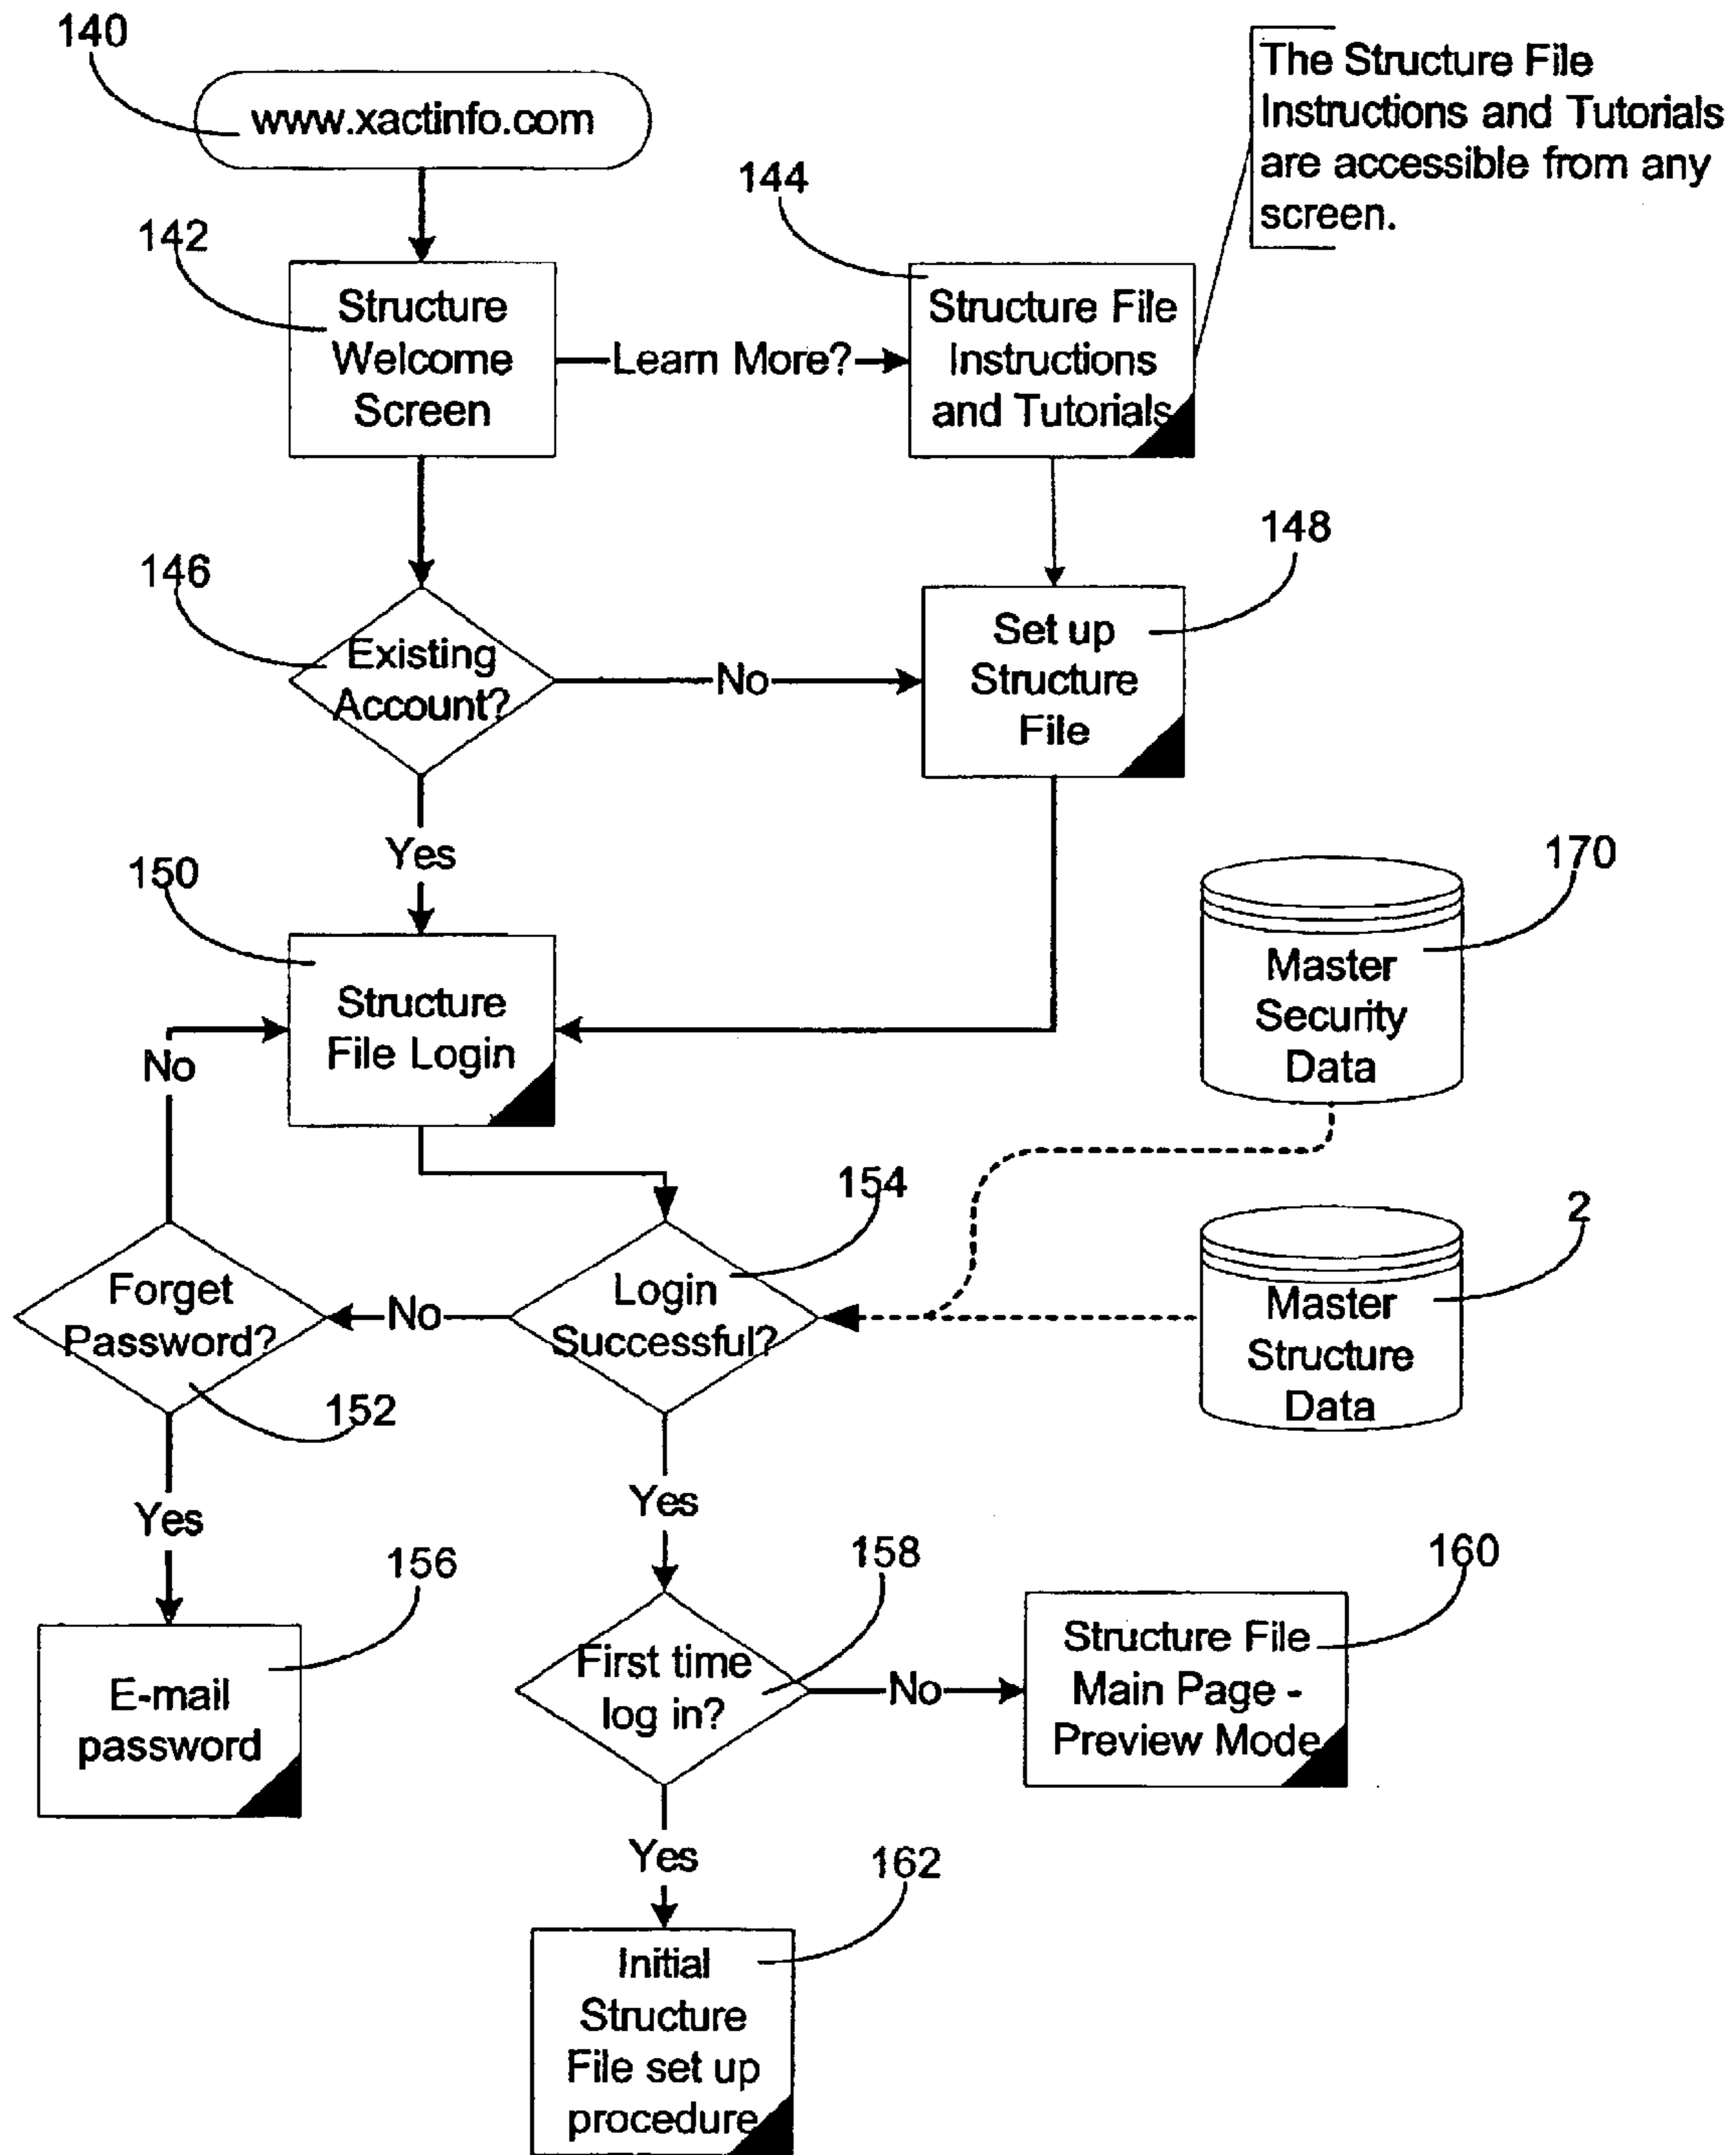 140
www.xactinfo.com
The Structure File
Instructions and Tutorials
are accessible from any
screen.
142
Structure
Welcome
Screen
Learn More?
144
Structure File
Instructions
and Tutorials
146
Existing
Account?
No
148
Set up
Structure
File
Yes
150
Structure
File Login
No
170
Master
Security
Data
154
Login
Successful?
2
Master
Structure
Data
No
Forget
Password?
152
Yes
156
E-mail
password
Yes
158
First time
log in?
No
160
Structure File
Main Page -
Preview Mode
Yes
162
Initial
Structure
File set up
procedure